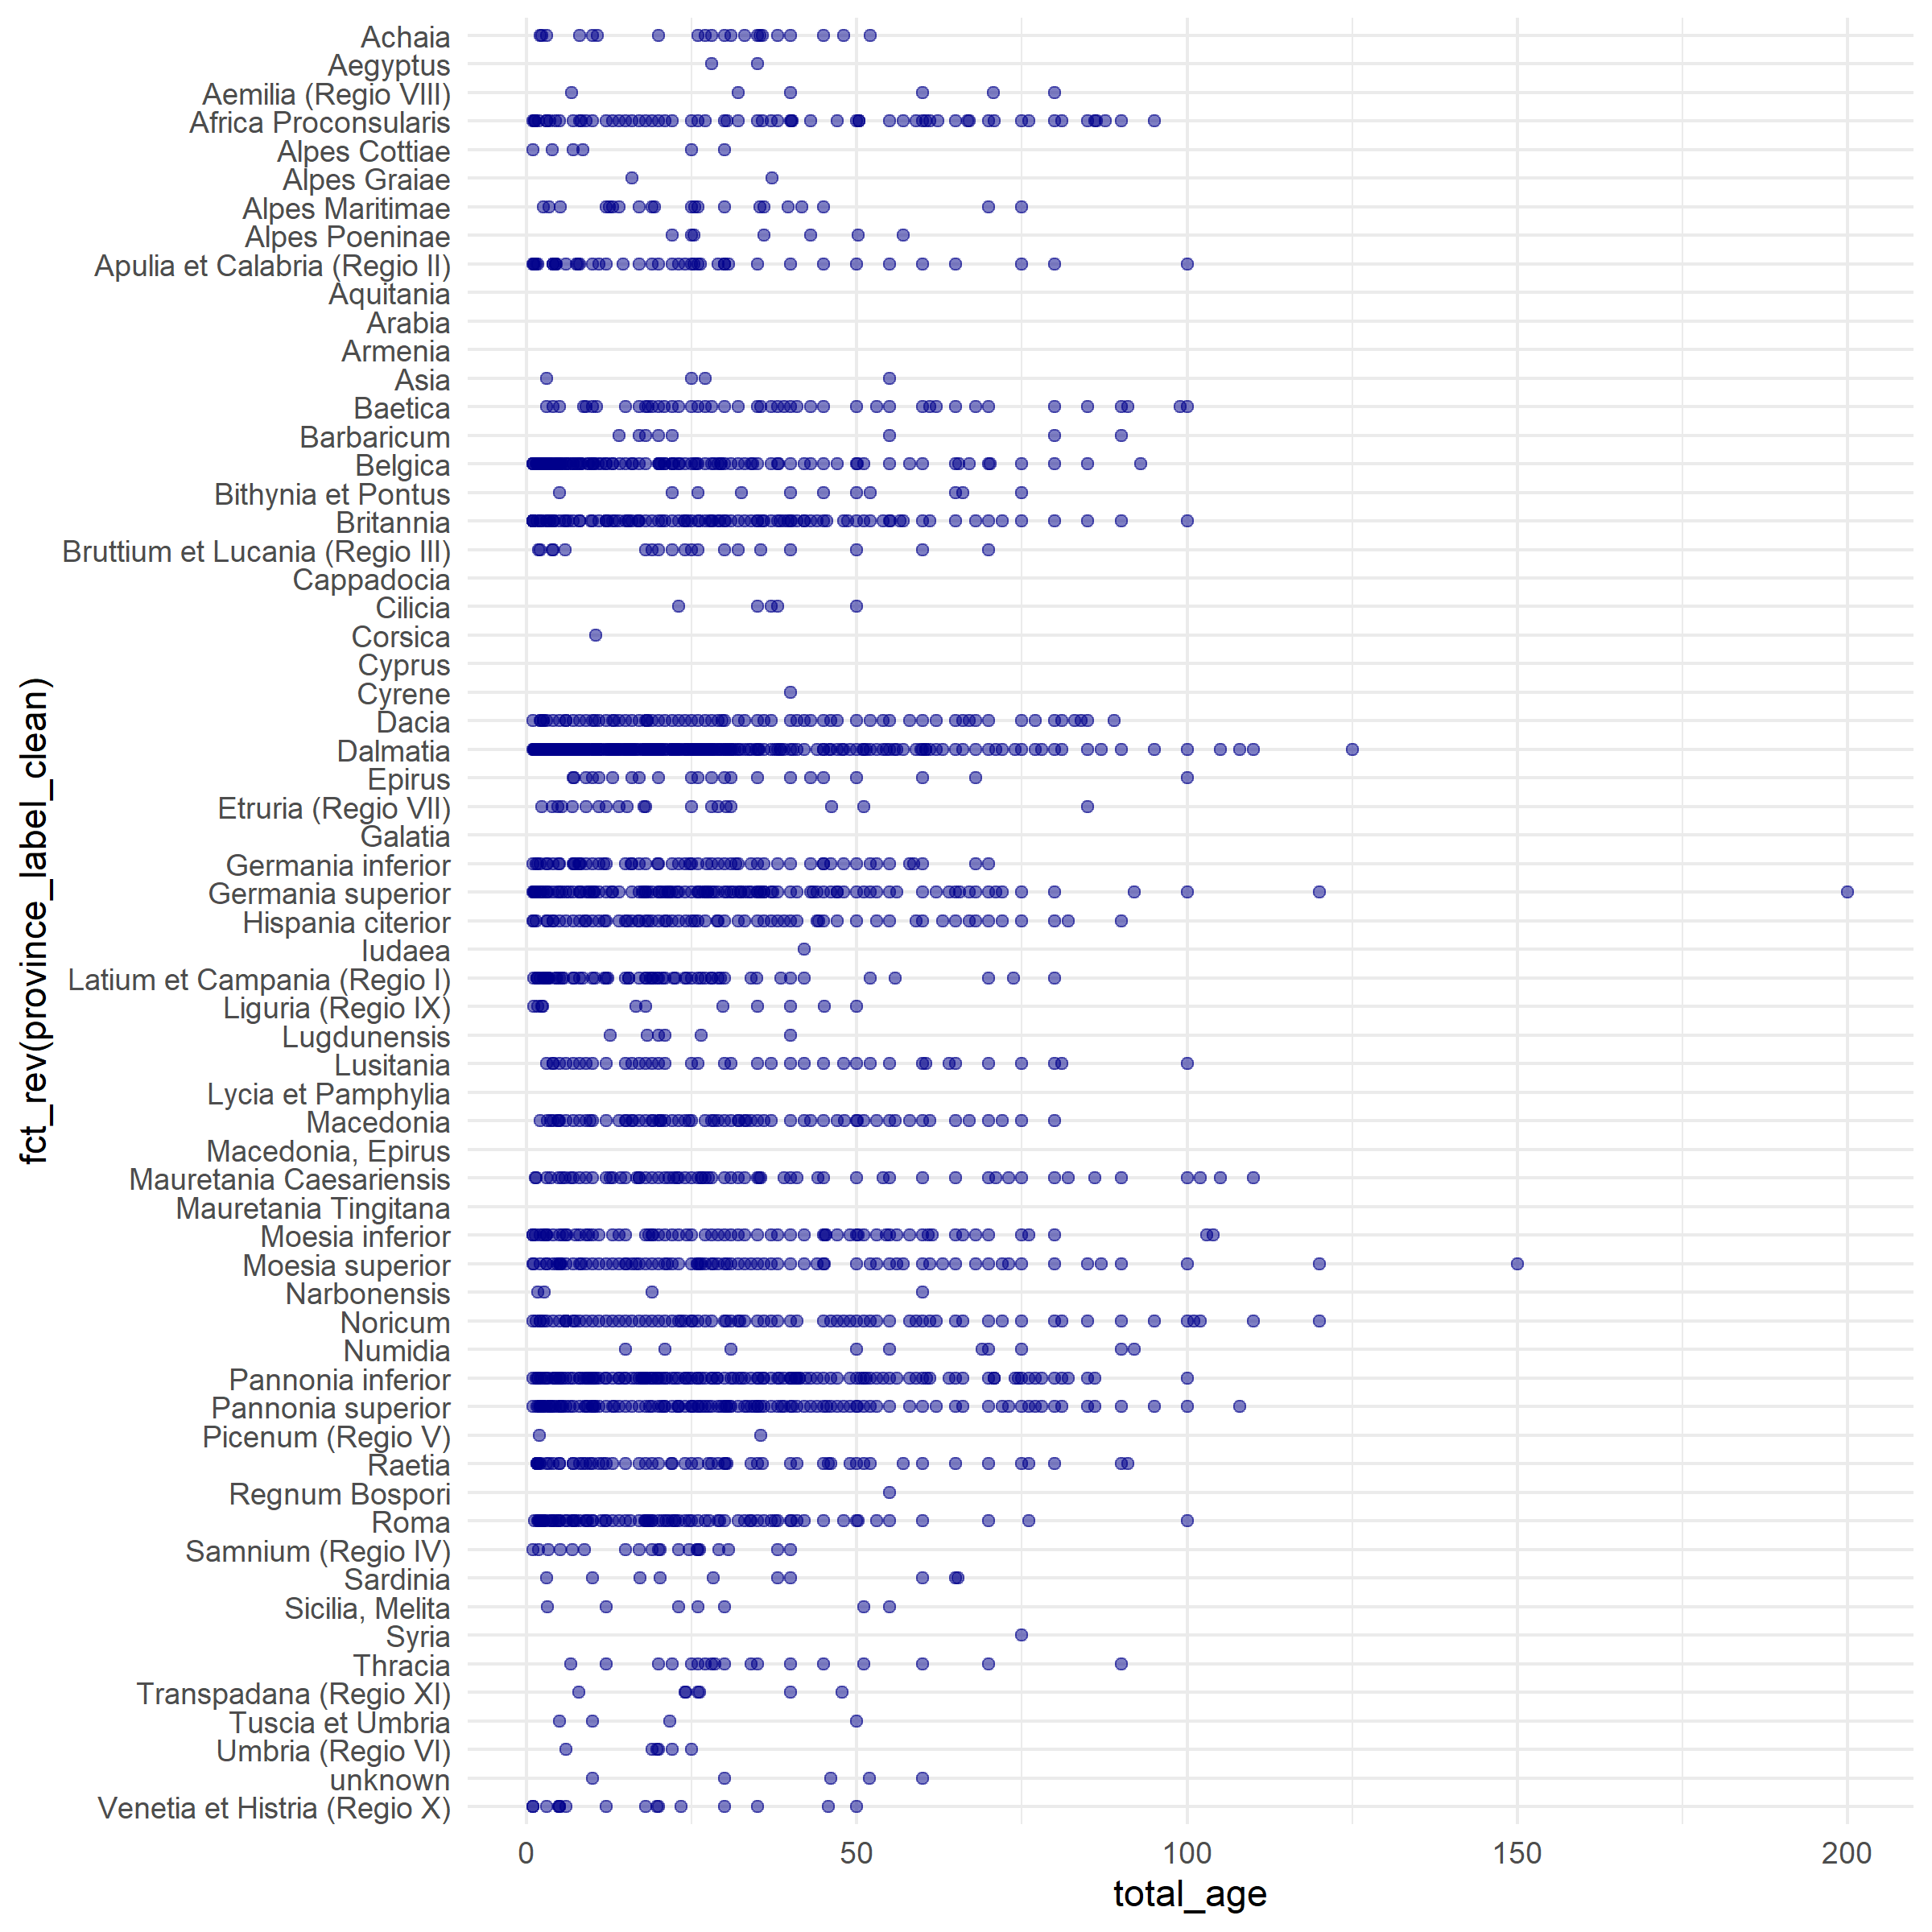 Achaia
Aegyptus
Aemilia (Regio VIII)
Africa Proconsularis
Alpes Cottiae
Alpes Graiae
Alpes Maritimae
Alpes Poeninae
Apulia et Calabria (Regio II)
Aquitania
Arabia
Armenia
Asia
Baetica
Barbaricum
Belgica
Bithynia et Pontus
Britannia
Bruttium et Lucania (Regio III)
Cappadocia
Cilicia
Corsica
Cyprus
Cyrene
Dacia
Dalmatia
Epirus
Etruria (Regio VII)
Galatia
Germania inferior
Germania superior
Hispania citerior
Iudaea
Latium et Campania (Regio I)
Liguria (Regio IX)
Lugdunensis
Lusitania
Lycia et Pamphylia
Macedonia
Macedonia, Epirus
Mauretania Caesariensis
Mauretania Tingitana
Moesia inferior
Moesia superior
Narbonensis
Noricum
Numidia
Pannonia inferior
Pannonia superior
Picenum (Regio V)
Raetia
Regnum Bospori
Roma
Samnium (Regio IV)
Sardinia
Sicilia, Melita
Syria
Thracia
Transpadana (Regio XI)
Tuscia et Umbria
Umbria (Regio VI)
unknown
Venetia et Histria (Regio X)
fct_rev(province_label_clean)
0 50 100 150 200
total_age